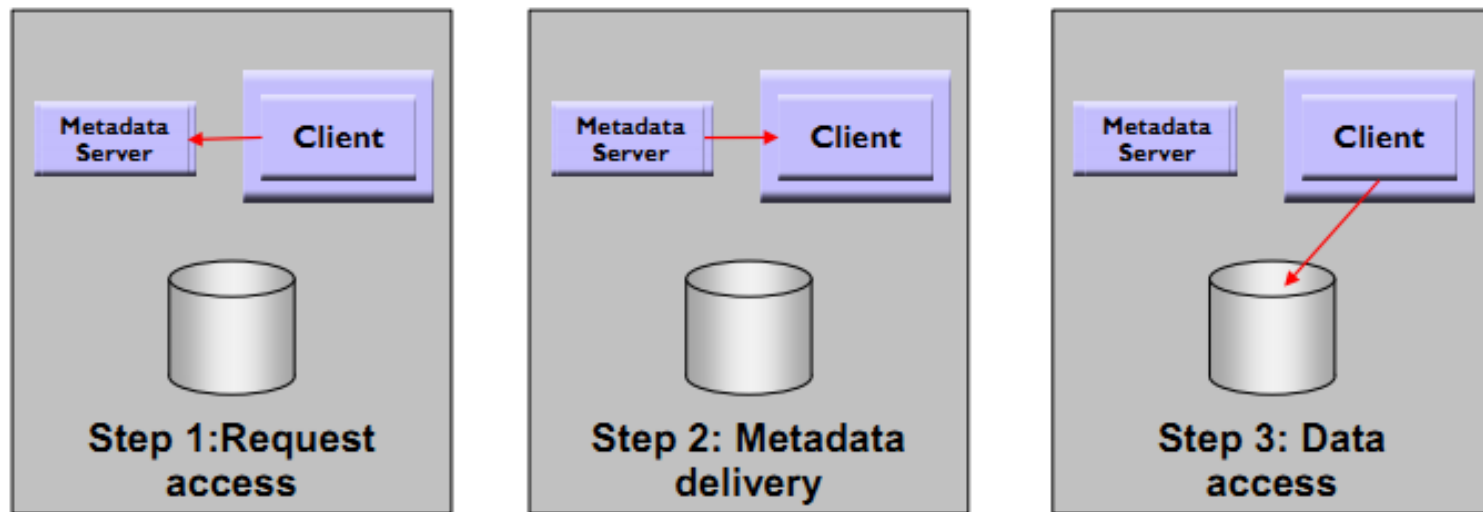 Metadata
Server
Client
Step 1:Request
access
Metadata
Server
Client
Step 2: Metadata
delivery
Metadata
Server
Client
Step 3: Data
access